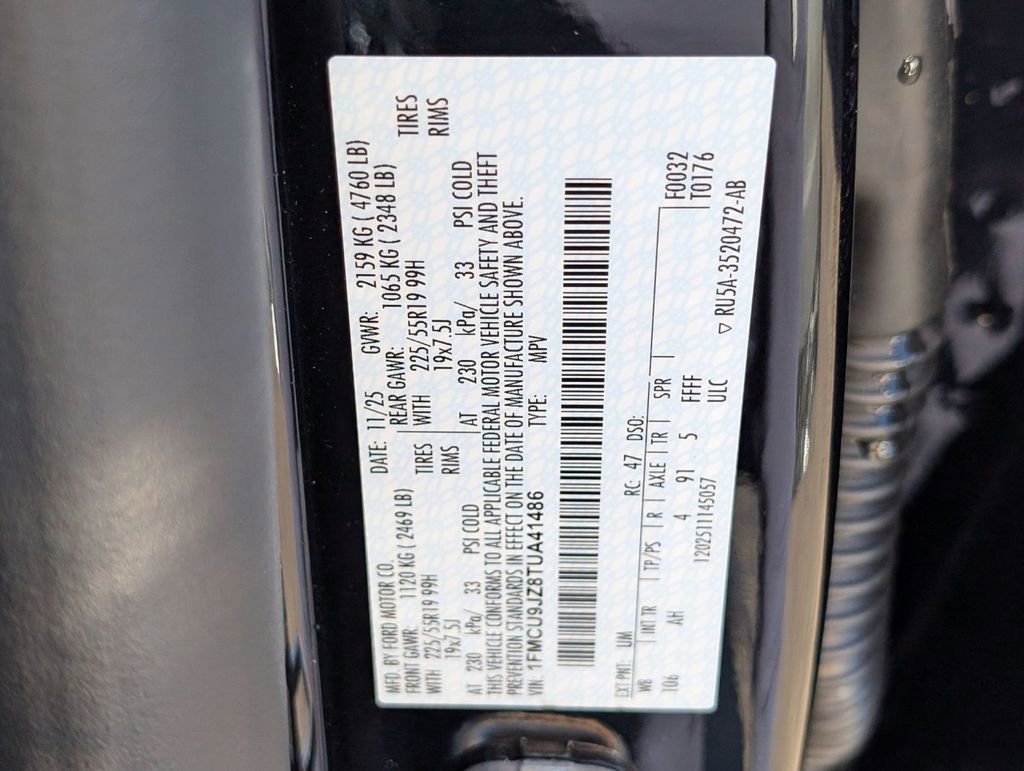 MFD. BY FORD MOTOR CO.
DATE: 11/25 GVWR: 2159 KG ( 4760 LB)
FRONT GAWR: 1120 KG ( 2469 LB) REAR GAWR: 1065 KG ( 2348 LB)
WITH 225/55R19 99H TIRES WITH 225/55R19 99H TIRES
19x7.5J RIMS 19x7.5J RIMS
AT 230 kPa/ 33 PSI COLD AT 230 kPa/ 33 PSI COLD
THIS VEHICLE CONFORMS TO ALL APPLICABLE FEDERAL MOTOR VEHICLE SAFETY AND THEFT
PREVENTION STANDARDS IN EFFECT ON THE DATE OF MANUFACTURE SHOWN ABOVE.
VIN: 1FMCU9JZ8TUA41486 TYPE: MPV
EXT PNT: UM RC: 47 DSO:
WB INT TR TP/PS R AXLE TR SPR F0032
106 AH 4 91 5 FFF T0176
1202511145057 ULC
▽ RU5A-3520472-AB